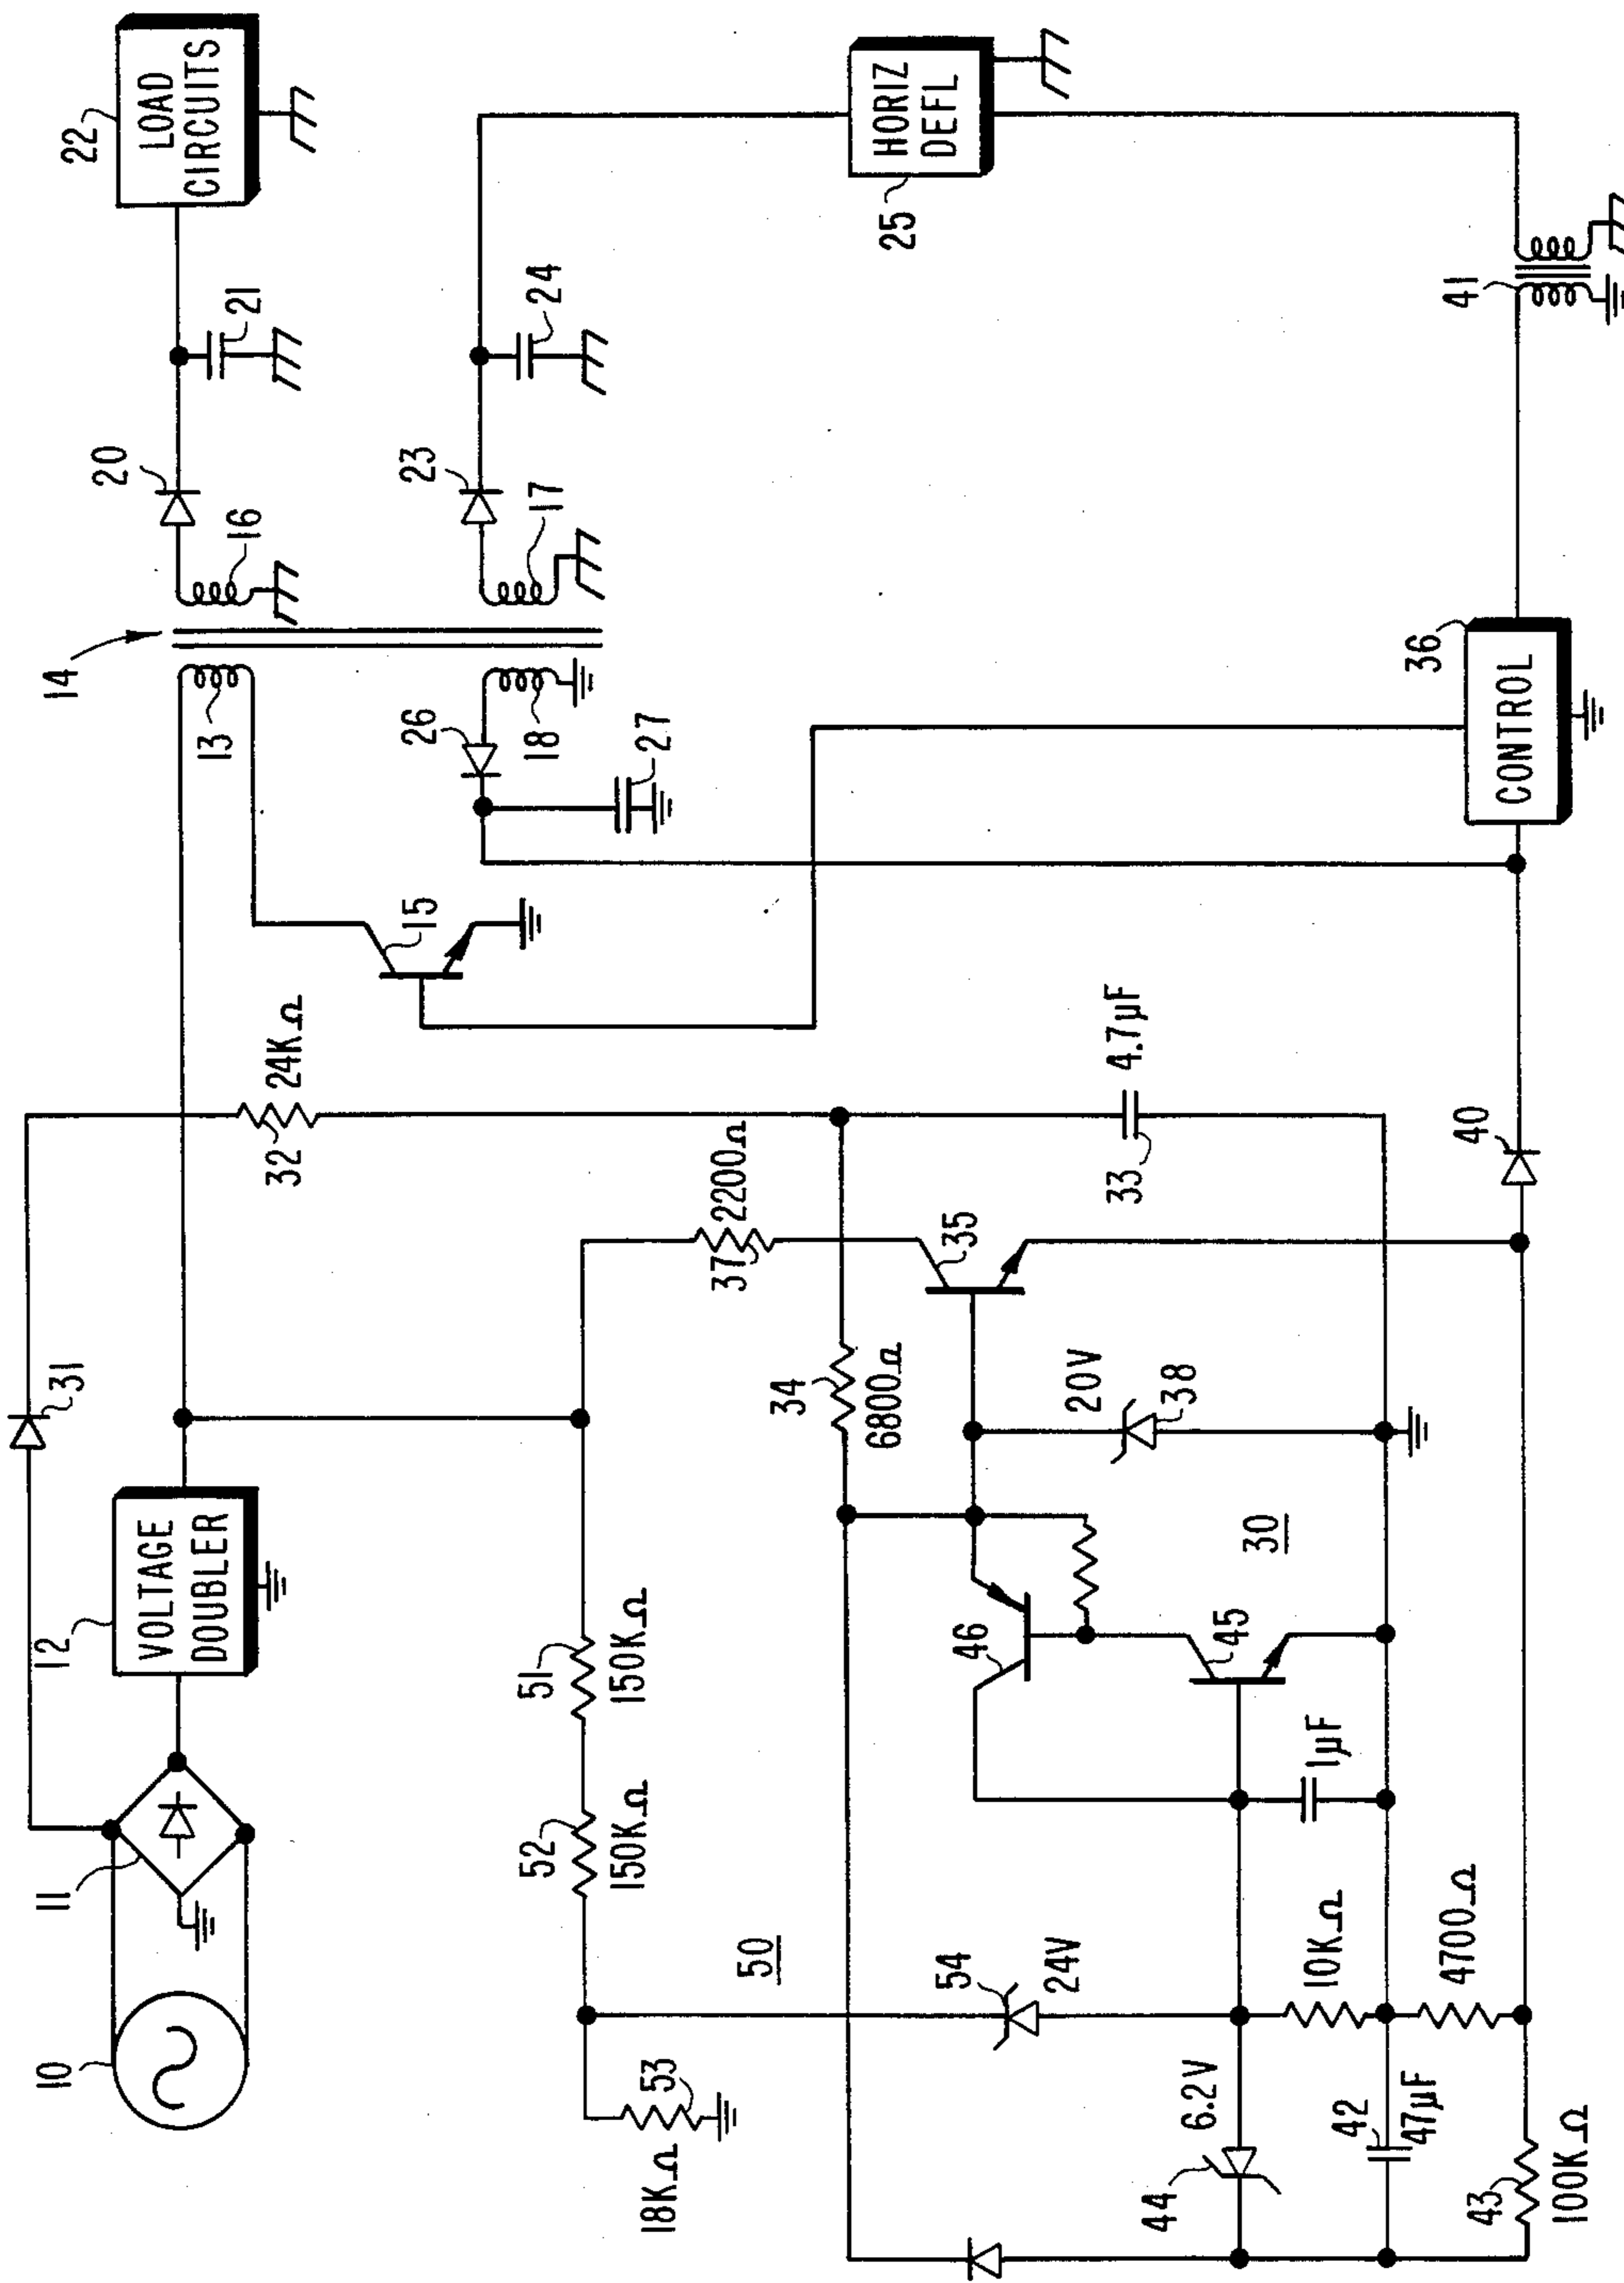 22
LOAD
CIRCUITS
21
20
16
14
13
HORIZ
DEFL
25
24
23
17
26
18
27
41
36
CONTROL
15
31
32
24KΩ
37
2200Ω
35
33
4.7µF
40
12
VOLTAGE
DOUBLER
34
6800Ω
20V
38
30
46
45
11
51
150KΩ
52
150KΩ
1µF
10
50
54
24V
10KΩ
4700Ω
53
18KΩ
44
6.2V
42
47µF
43
100KΩ